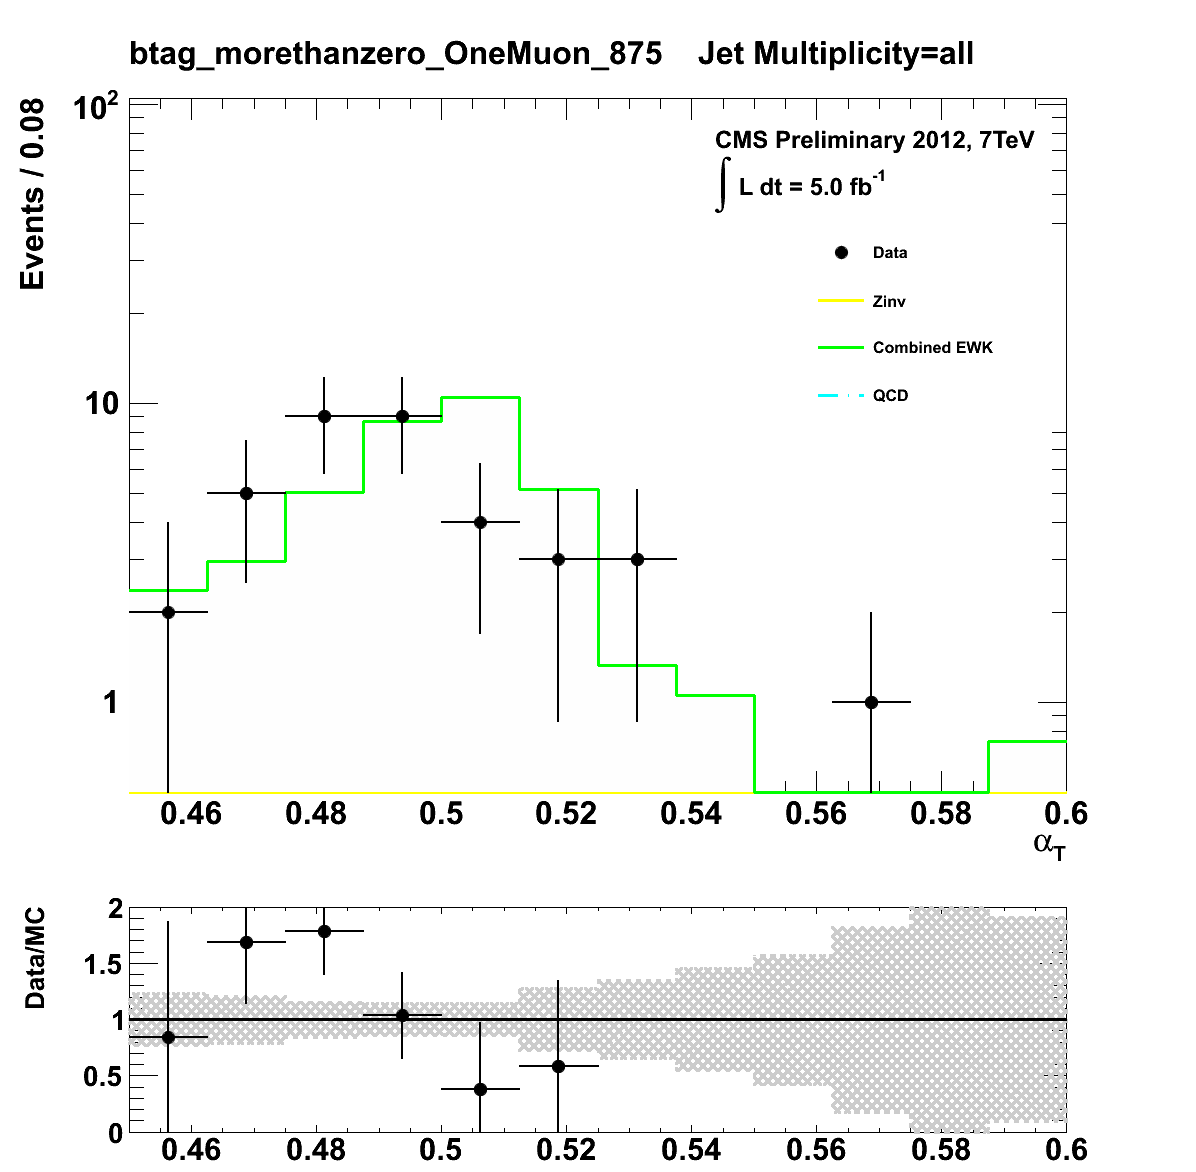 btag_morethanzero_OneMuon_875 Jet Multiplicity=all
Events / 0.08
10²
10
1
CMS Preliminary 2012, 7TeV
∫ L dt = 5.0 fb⁻¹
Data
Zinv
Combined EWK
QCD
0.46 0.48 0.5 0.52 0.54 0.56 0.58 0.6
α_T
Data/MC
2
1.5
1
0.5
0
0.46 0.48 0.5 0.52 0.54 0.56 0.58 0.6